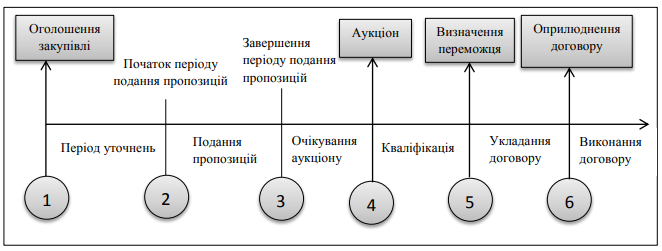 Оголошення
закупівлі
Початок періоду
подання пропозицій
Завершення
періоду подання
пропозицій
Аукціон
Визначення
переможця
Оприлюднення
договору
Період уточнень
Подання
пропозицій
Очікування
аукціону
Кваліфікація
Укладання
договору
Виконання
договору
1
2
3
4
5
6